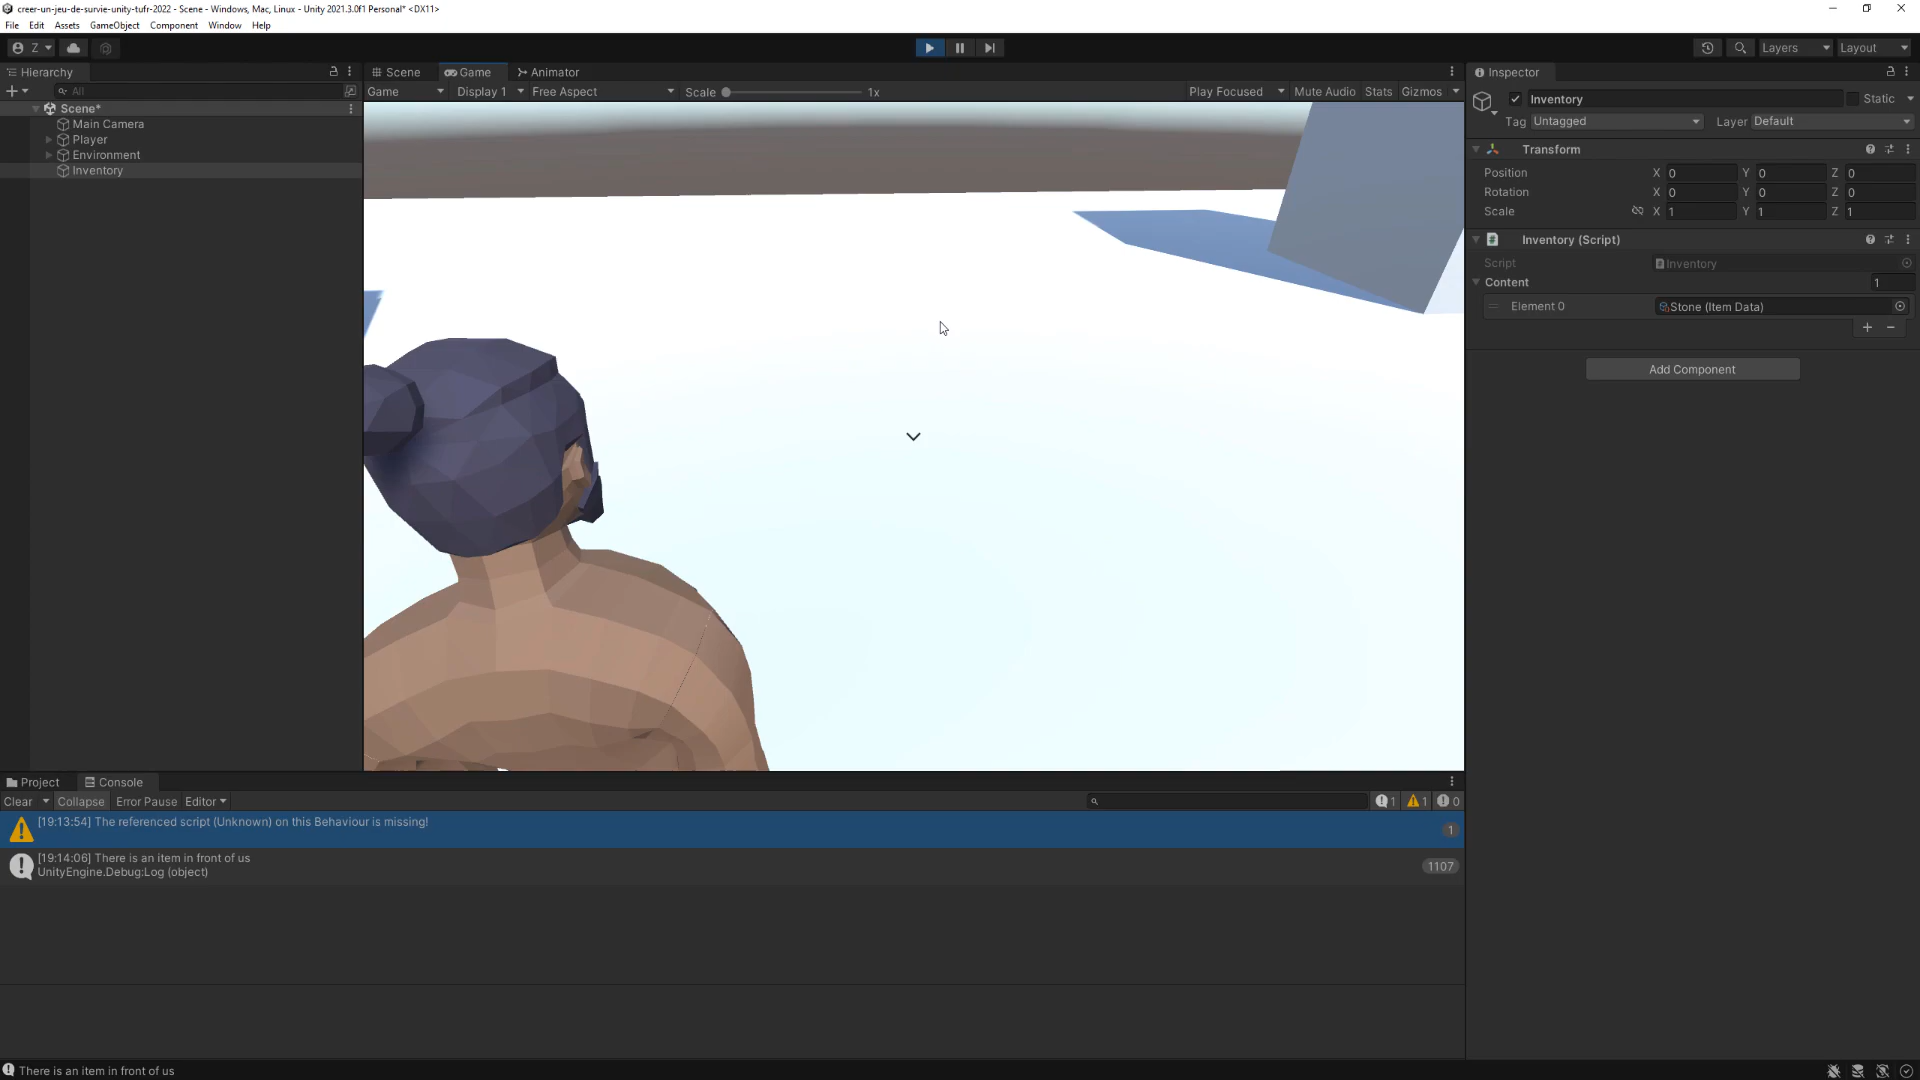 creer-un-jeu-de-survie-unity-tufr-2022 - Scene - Windows, Mac, Linux - Unity 2021.3.0f1 Personal* <DX11>
File Edit Assets GameObject Component Window Help
Z Layers Layout
Hierarchy
All
Scene*
Main Camera
Player
Environment
Inventory
Scene Game Animator
Game Display 1 Free Aspect Scale 1x Play Focused Mute Audio Stats Gizmos
Inspector
Inventory Static
Tag Untagged Layer Default
Transform
Position X 0 Y 0 Z 0
Rotation X 0 Y 0 Z 0
Scale X 1 Y 1 Z 1
Inventory (Script)
Script Inventory
Content 1
Element 0 Stone (Item Data)
Add Component
Project Console
Clear Collapse Error Pause Editor 1 1 0
[19:13:54] The referenced script (Unknown) on this Behaviour is missing! 1
[19:14:06] There is an item in front of us
UnityEngine.Debug:Log (object) 1107
There is an item in front of us